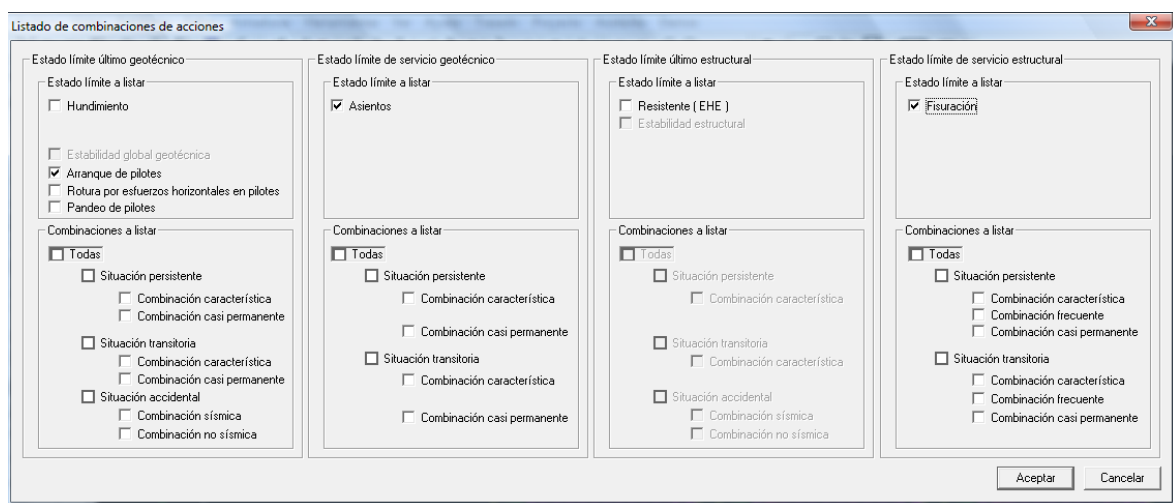 Listado de combinaciones de acciones
Estado límite último geotécnico
Estado límite a listar
Hundimiento
Estabilidad global geotécnica
Arranque de pilotes
Rotura por esfuerzos horizontales en pilotes
Pandeo de pilotes
Combinaciones a listar
Todas
Situación persistente
Combinación característica
Combinación casi permanente
Situación transitoria
Combinación característica
Combinación casi permanente
Situación accidental
Combinación sísmica
Combinación no sísmica
Estado límite de servicio geotécnico
Estado límite a listar
Asientos
Combinaciones a listar
Todas
Situación persistente
Combinación característica
Combinación casi permanente
Situación transitoria
Combinación característica
Combinación casi permanente
Estado límite último estructural
Estado límite a listar
Resistente ( EHE )
Estabilidad estructural
Combinaciones a listar
Todas
Situación persistente
Combinación característica
Situación transitoria
Combinación característica
Situación accidental
Combinación sísmica
Combinación no sísmica
Estado límite de servicio estructural
Estado límite a listar
Fisuración
Combinaciones a listar
Todas
Situación persistente
Combinación característica
Combinación frecuente
Combinación casi permanente
Situación transitoria
Combinación característica
Combinación frecuente
Combinación casi permanente
Aceptar
Cancelar